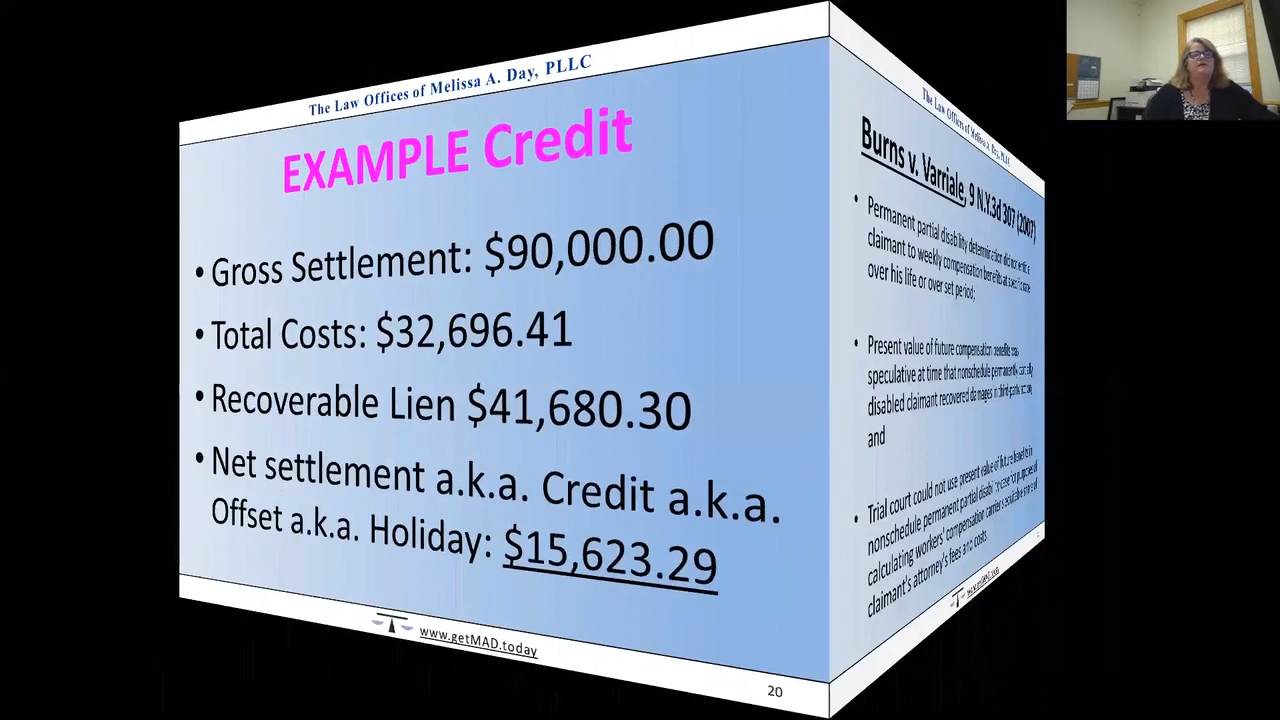 The Law Offices of Melissa A. Day, PLLC
EXAMPLE Credit
• Gross Settlement: $90,000.00
• Total Costs: $32,696.41
• Recoverable Lien $41,680.30
• Net settlement a.k.a. Credit a.k.a.
Offset a.k.a. Holiday: $15,623.29
www.getMAD.today
20
The Law Offices of Melissa A. Day, PLLC
Burns v. Varriale, 9 N.Y.3d 307 (2007)
• Permanent partial disability determination did not entitle
claimant to weekly compensation benefits at specific rate
over his life or over set period;
• Present value of future compensation benefits was
speculative at time that nonschedule permanently partially
disabled claimant recovered damages in third-party action;
and
• Trial court could not use present value of future benefits in
nonschedule permanent partial disability case for purposes of
calculating workers' compensation carrier's equitable share of
claimant's attorney's fees and costs